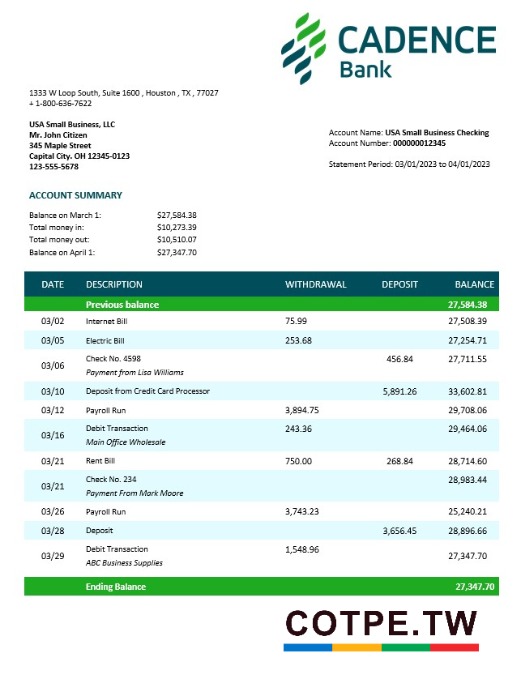 CADENCE
Bank
1333 W Loop South, Suite 1600 , Houston , TX , 77027
+ 1-800-636-7622
USA Small Business, LLC
Mr. John Citizen
345 Maple Street
Capital City. OH 12345-0123
123-555-5678
Account Name: USA Small Business Checking
Account Number: 000000012345
Statement Period: 03/01/2023 to 04/01/2023
ACCOUNT SUMMARY
Balance on March 1: $27,584.38
Total money in: $10,273.39
Total money out: $10,510.07
Balance on April 1: $27,347.70
DATE DESCRIPTION WITHDRAWAL DEPOSIT BALANCE
Previous balance 27,584.38
03/02 Internet Bill 75.99 27,508.39
03/05 Electric Bill 253.68 27,254.71
03/06 Check No. 4598 456.84 27,711.55
Payment from Lisa Williams
03/10 Deposit from Credit Card Processor 5,891.26 33,602.81
03/12 Payroll Run 3,894.75 29,708.06
03/16 Debit Transaction 243.36 29,464.06
Main Office Wholesale
03/21 Rent Bill 750.00 268.84 28,714.60
03/21 Check No. 234 28,983.44
Payment From Mark Moore
03/26 Payroll Run 3,743.23 25,240.21
03/28 Deposit 3,656.45 28,896.66
03/29 Debit Transaction 1,548.96 27,347.70
ABC Business Supplies
Ending Balance 27,347.70
COTPE.TW